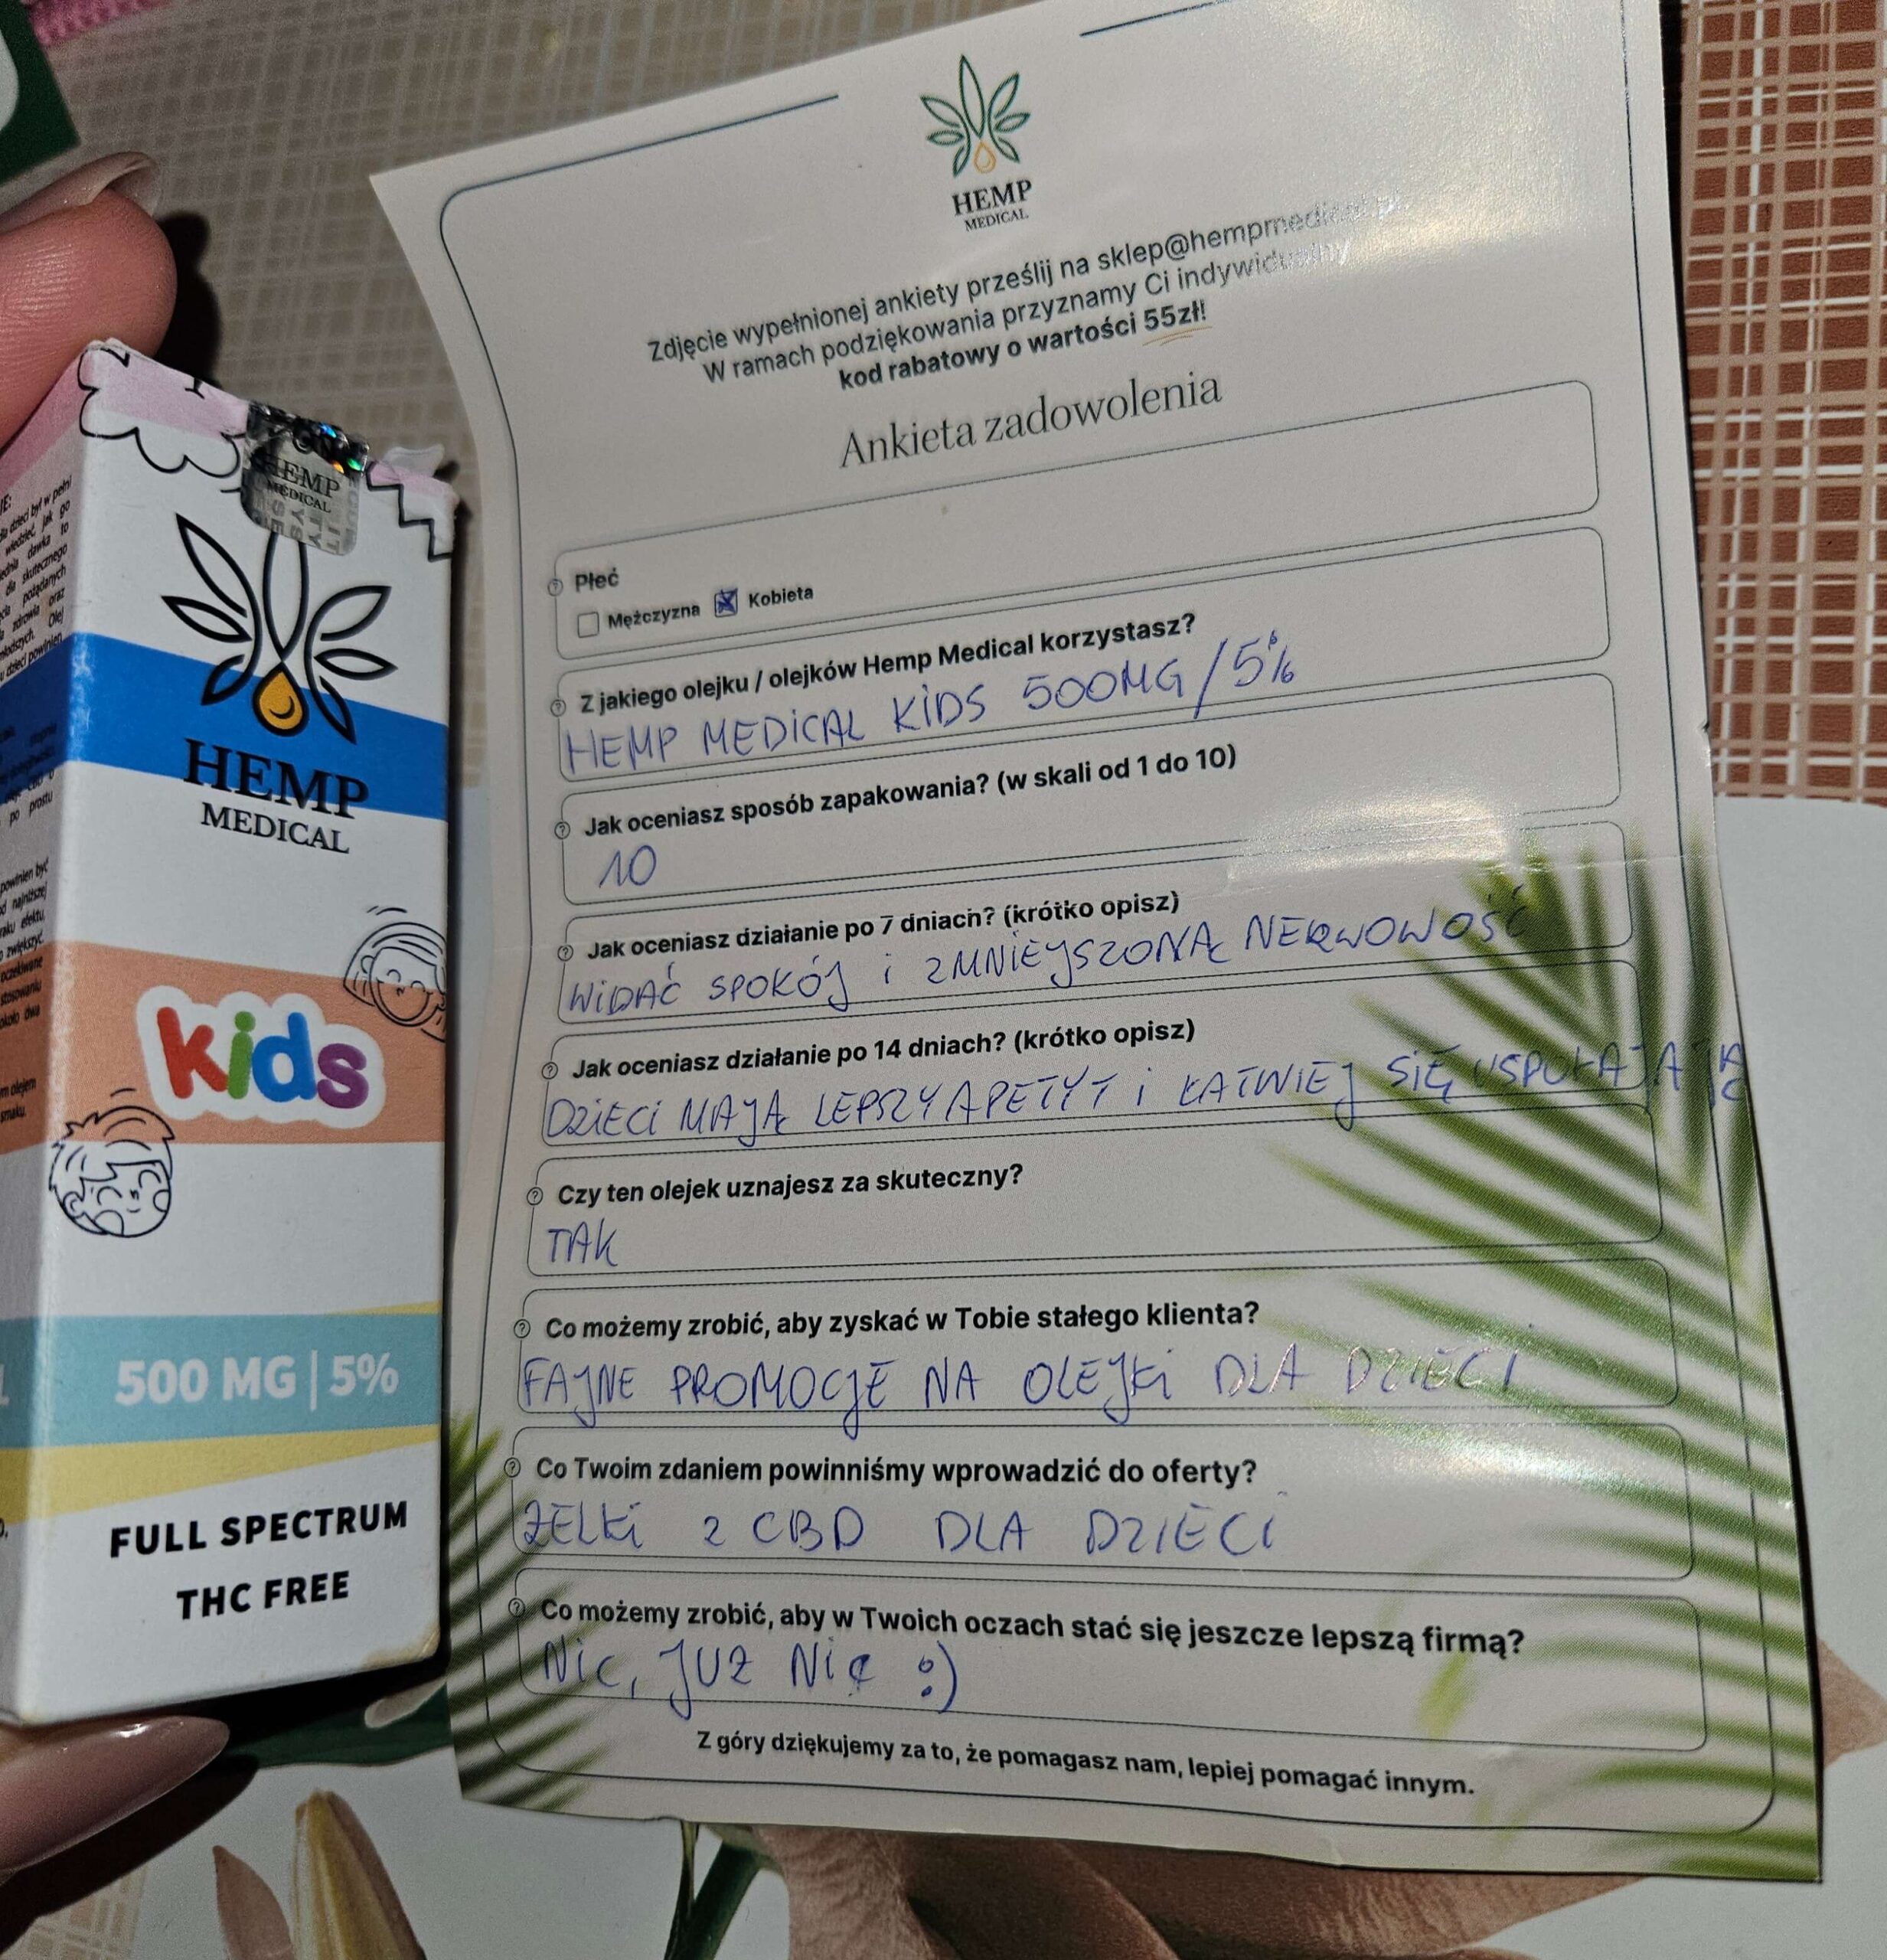 HEMP
MEDICAL
Zdjęcie wypełnionej ankiety prześlij na sklep@hempmedical.pl
W ramach podziękowania przyznamy Ci indywidualny
kod rabatowy o wartości 55zł!
Ankieta zadowolenia
Płeć
Mężczyzna Kobieta
Z jakiego olejku / olejków Hemp Medical korzystasz?
HEMP MEDICAL KIDS 500MG/5%
Jak oceniasz sposób zapakowania? (w skali od 1 do 10)
10
Jak oceniasz działanie po 7 dniach? (krótko opisz)
WIDAĆ SPOKÓJ i ZMNIEJSZONĄ NERWOWOŚĆ
Jak oceniasz działanie po 14 dniach? (krótko opisz)
DZIECI MAJĄ LEPSZY APETYT i ŁATWIEJ SIĘ USPOKAJAJĄ
Czy ten olejek uznajesz za skuteczny?
TAK
Co możemy zrobić, aby zyskać w Tobie stałego klienta?
FAJNE PROMOCJE NA OLEJKI DLA DZIECI
Co Twoim zdaniem powinniśmy wprowadzić do oferty?
ŻELKI Z CBD DLA DZIECI
Co możemy zrobić, aby w Twoich oczach stać się jeszcze lepszą firmą?
NIC, JUZ NIC :)
Z góry dziękujemy za to, że pomagasz nam, lepiej pomagać innym.
HEMP
MEDICAL
HEMP
MEDICAL
kids
500 MG | 5%
FULL SPECTRUM
THC FREE